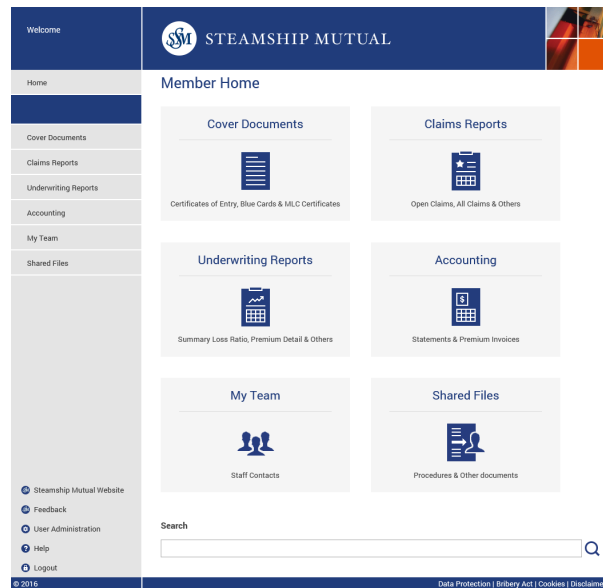 Welcome
SSM STEAMSHIP MUTUAL
Home
Cover Documents
Claims Reports
Underwriting Reports
Accounting
My Team
Shared Files
Steamship Mutual Website
Feedback
User Administration
Help
Logout
Member Home
Cover Documents
Certificates of Entry, Blue Cards & MLC Certificates
Claims Reports
Open Claims, All Claims & Others
Underwriting Reports
Summary Loss Ratio, Premium Detail & Others
Accounting
$
Statements & Premium Invoices
My Team
Staff Contacts
Shared Files
Procedures & Other documents
Search
© 2016
Data Protection | Bribery Act | Cookies | Disclaime